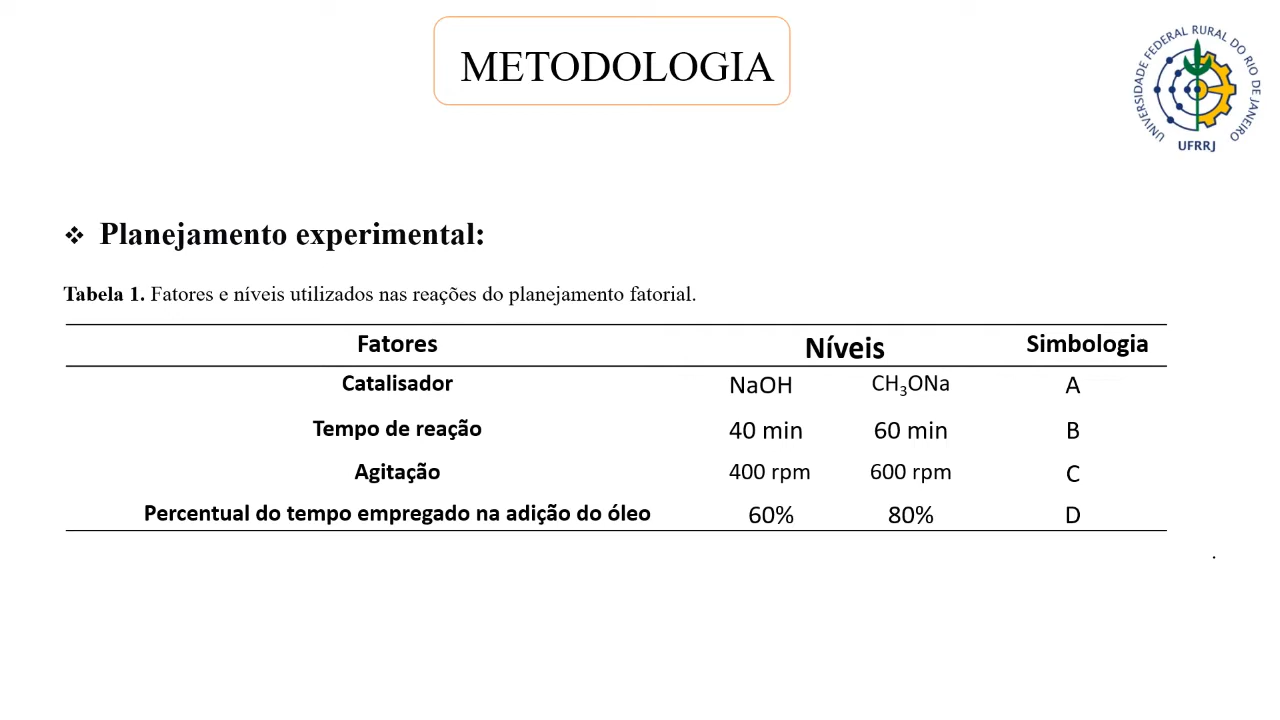 METODOLOGIA
UNIVERSIDADE FEDERAL RURAL DO RIO DE JANEIRO
UFRRJ
❖ Planejamento experimental:
Tabela 1. Fatores e níveis utilizados nas reações do planejamento fatorial.
Fatores Níveis Simbologia
Catalisador NaOH CH₃ONa A
Tempo de reação 40 min 60 min B
Agitação 400 rpm 600 rpm C
Percentual do tempo empregado na adição do óleo 60% 80% D
.